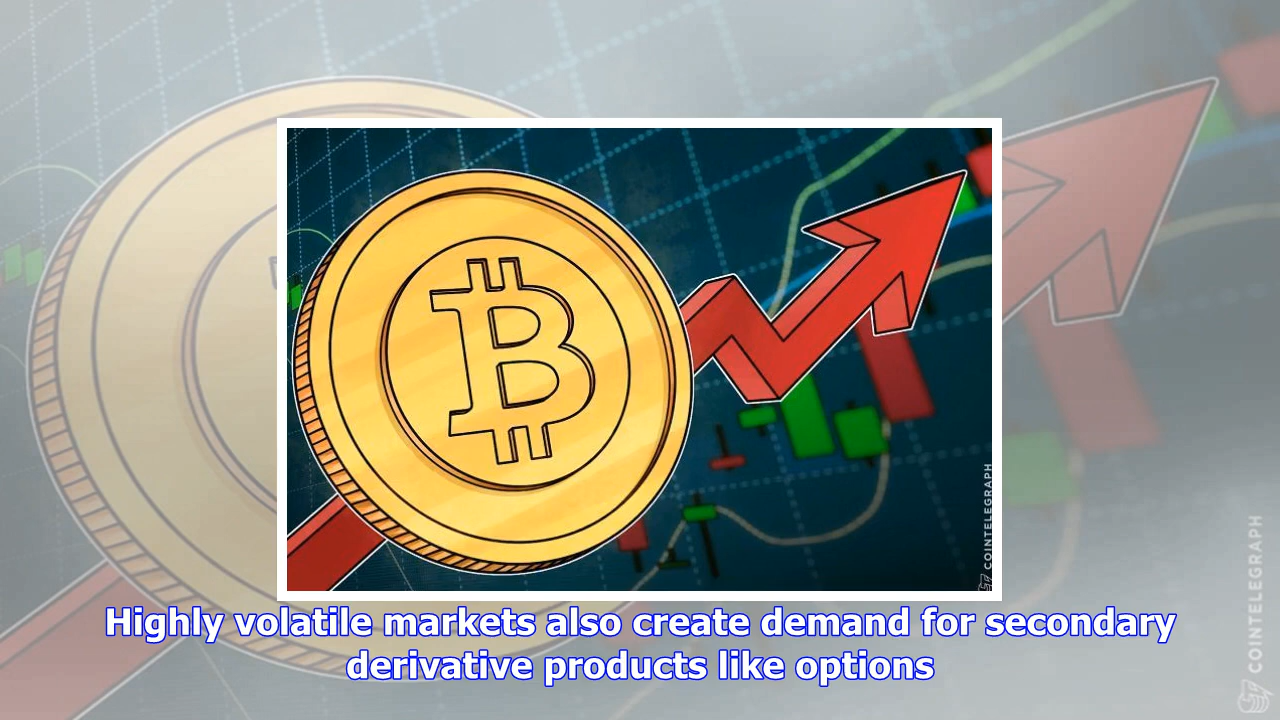 COINTELEGRAPH
COINTELEGRAPH
Highly volatile markets also create demand for secondary
derivative products like options